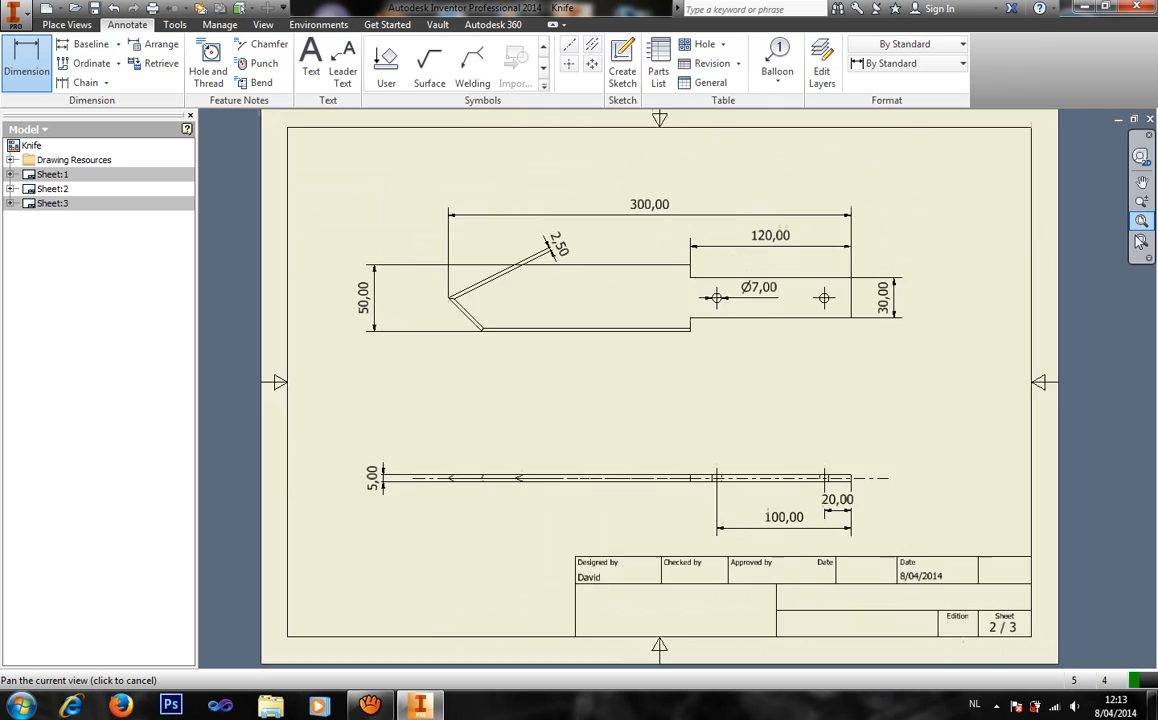 Autodesk Inventor Professional 2014 Knife
Type a keyword or phrase
Sign In
PRO
Place Views
Annotate
Tools
Manage
View
Environments
Get Started
Vault
Autodesk 360
Dimension
Baseline
Ordinate
Chain
Arrange
Retrieve
Dimension
Hole and Thread
Chamfer
Punch
Bend
Feature Notes
Text
Leader Text
Text
User
Surface
Welding
Impor...
Symbols
Create Sketch
Sketch
Parts List
Hole
Revision
General
Table
Balloon
Edit Layers
By Standard
By Standard
Format
Model
Knife
Drawing Resources
Sheet:1
Sheet:2
Sheet:3
2D
300,00
2,50
120,00
50,00
Ø7,00
30,00
5,00
20,00
100,00
Designed by
David
Checked by
Approved by
Date
Date
8/04/2014
Edition
Sheet
2 / 3
Pan the current view (click to cancel)
5
4
Ps
PRO
NL
12:13
8/04/2014